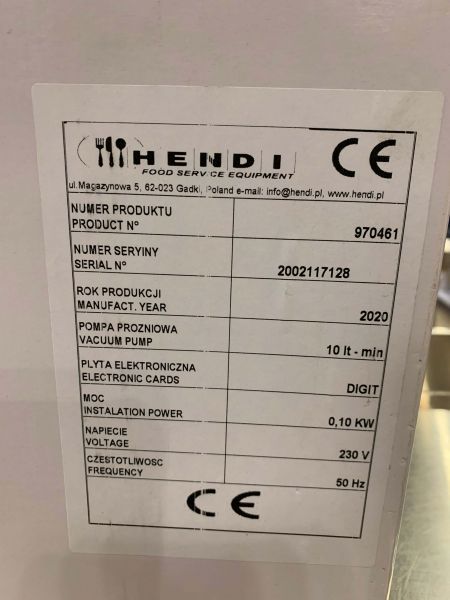 HENDI
FOOD SERVICE EQUIPMENT
CE
ul.Magazynowa 5, 62-023 Gadki, Poland e-mail: info@hendi.pl, www.hendi.pl
NUMER PRODUKTU
PRODUCT Nº
970461
NUMER SERYINY
SERIAL Nº
2002117128
ROK PRODUKCJI
MANUFACT. YEAR
2020
POMPA PROZNIOWA
VACUUM PUMP
10 lt - min
PLYTA ELEKTRONICZNA
ELECTRONIC CARDS
DIGIT
MOC
INSTALATION POWER
0,10 KW
NAPIECIE
VOLTAGE
230 V
CZESTOTLIWOSC
FREQUENCY
50 Hz
CE